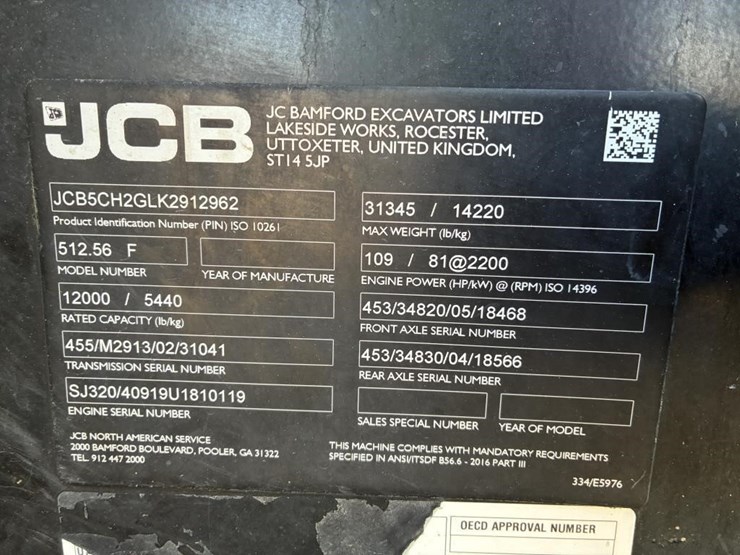 JCB
JC BAMFORD EXCAVATORS LIMITED
LAKESIDE WORKS, ROCESTER,
UTTOXETER, UNITED KINGDOM,
ST14 5JP
JCB5CH2GLK2912962
Product Identification Number (PIN) ISO 10261
512.56 F
MODEL NUMBER
YEAR OF MANUFACTURE
12000 / 5440
RATED CAPACITY (lb/kg)
455/M2913/02/31041
TRANSMISSION SERIAL NUMBER
SJ320/40919U1810119
ENGINE SERIAL NUMBER
31345 / 14220
MAX WEIGHT (lb/kg)
109 / 81@2200
ENGINE POWER (HP/kW) @ (RPM) ISO 14396
453/34820/05/18468
FRONT AXLE SERIAL NUMBER
453/34830/04/18566
REAR AXLE SERIAL NUMBER
SALES SPECIAL NUMBER
YEAR OF MODEL
JCB NORTH AMERICAN SERVICE
2000 BAMFORD BOULEVARD, POOLER, GA 31322
TEL. 912 447 2000
THIS MACHINE COMPLIES WITH MANDATORY REQUIREMENTS
SPECIFIED IN ANSI/ITSDF B56.6 - 2016 PART III
334/E5976
OECD APPROVAL NUMBER